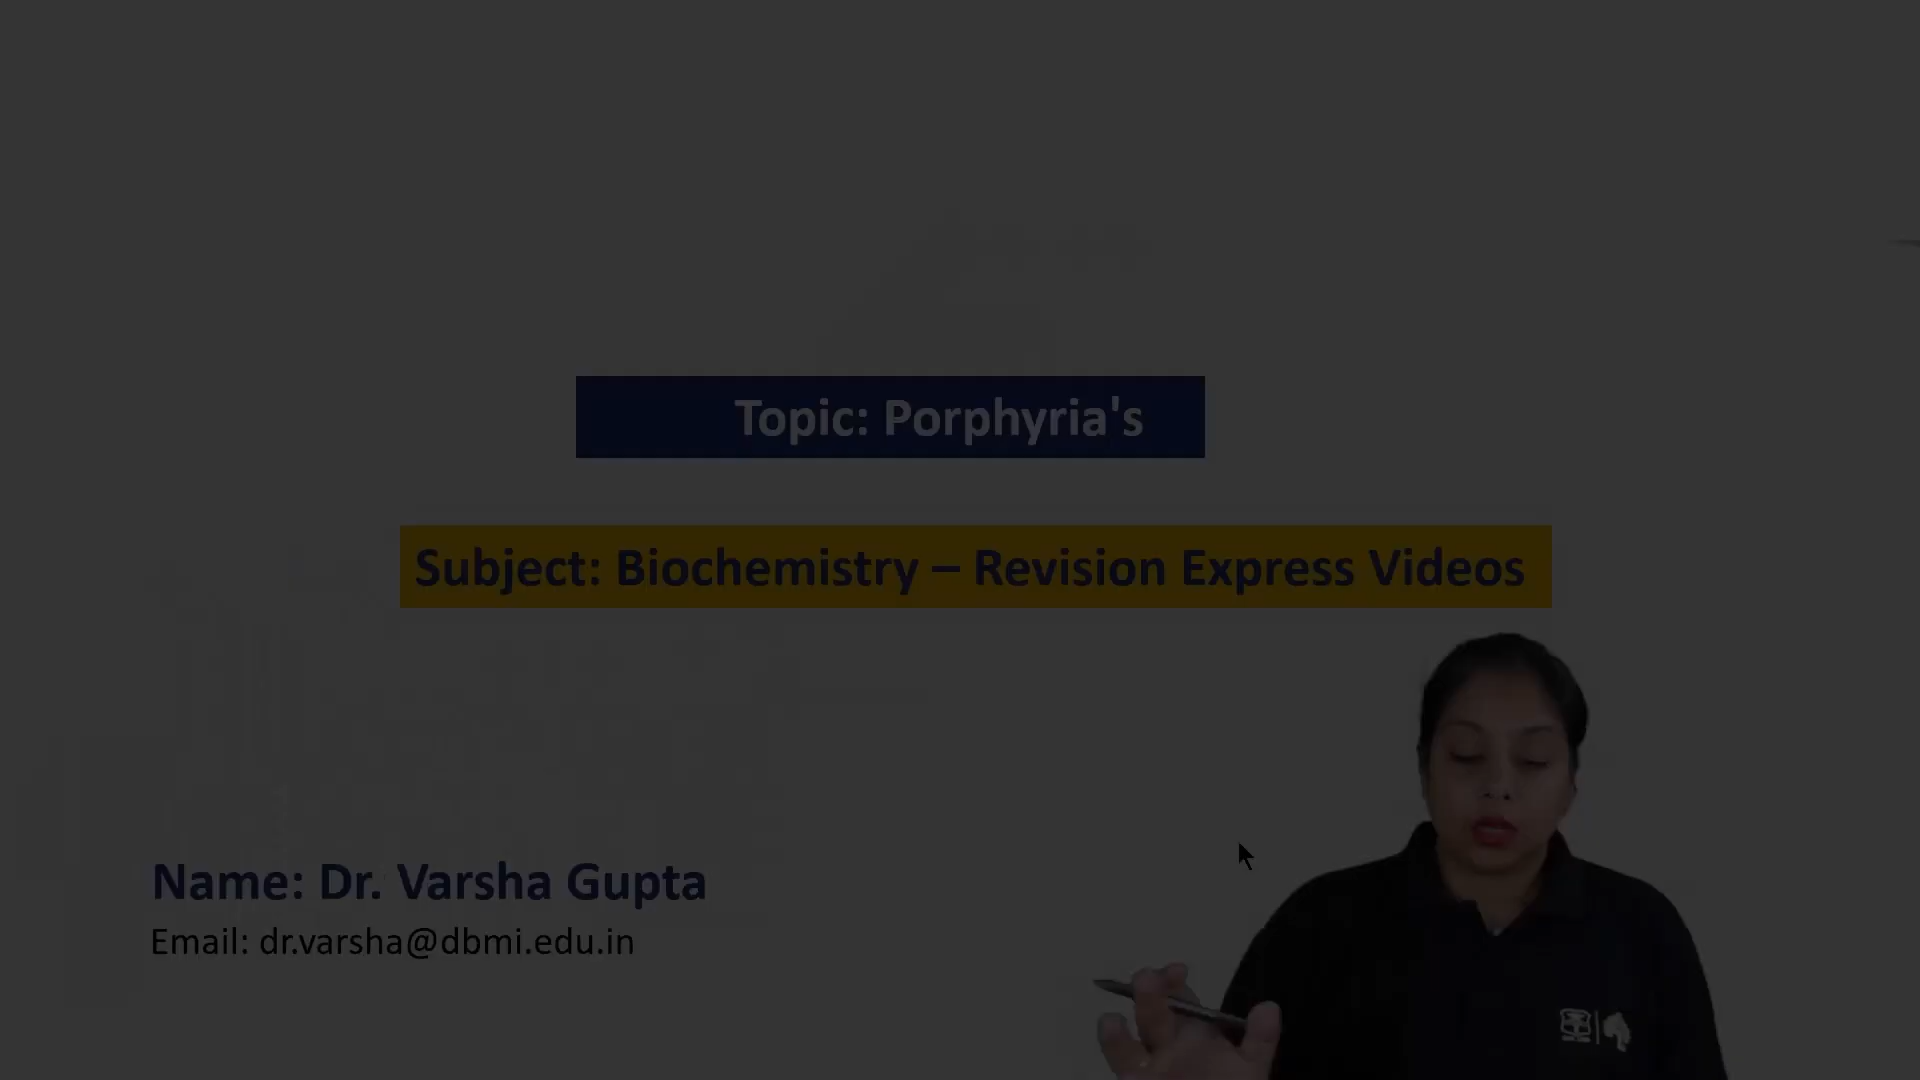 Topic: Porphyria's
Subject: Biochemistry – Revision Express Videos
Name: Dr. Varsha Gupta
Email: dr.varsha@dbmi.edu.in